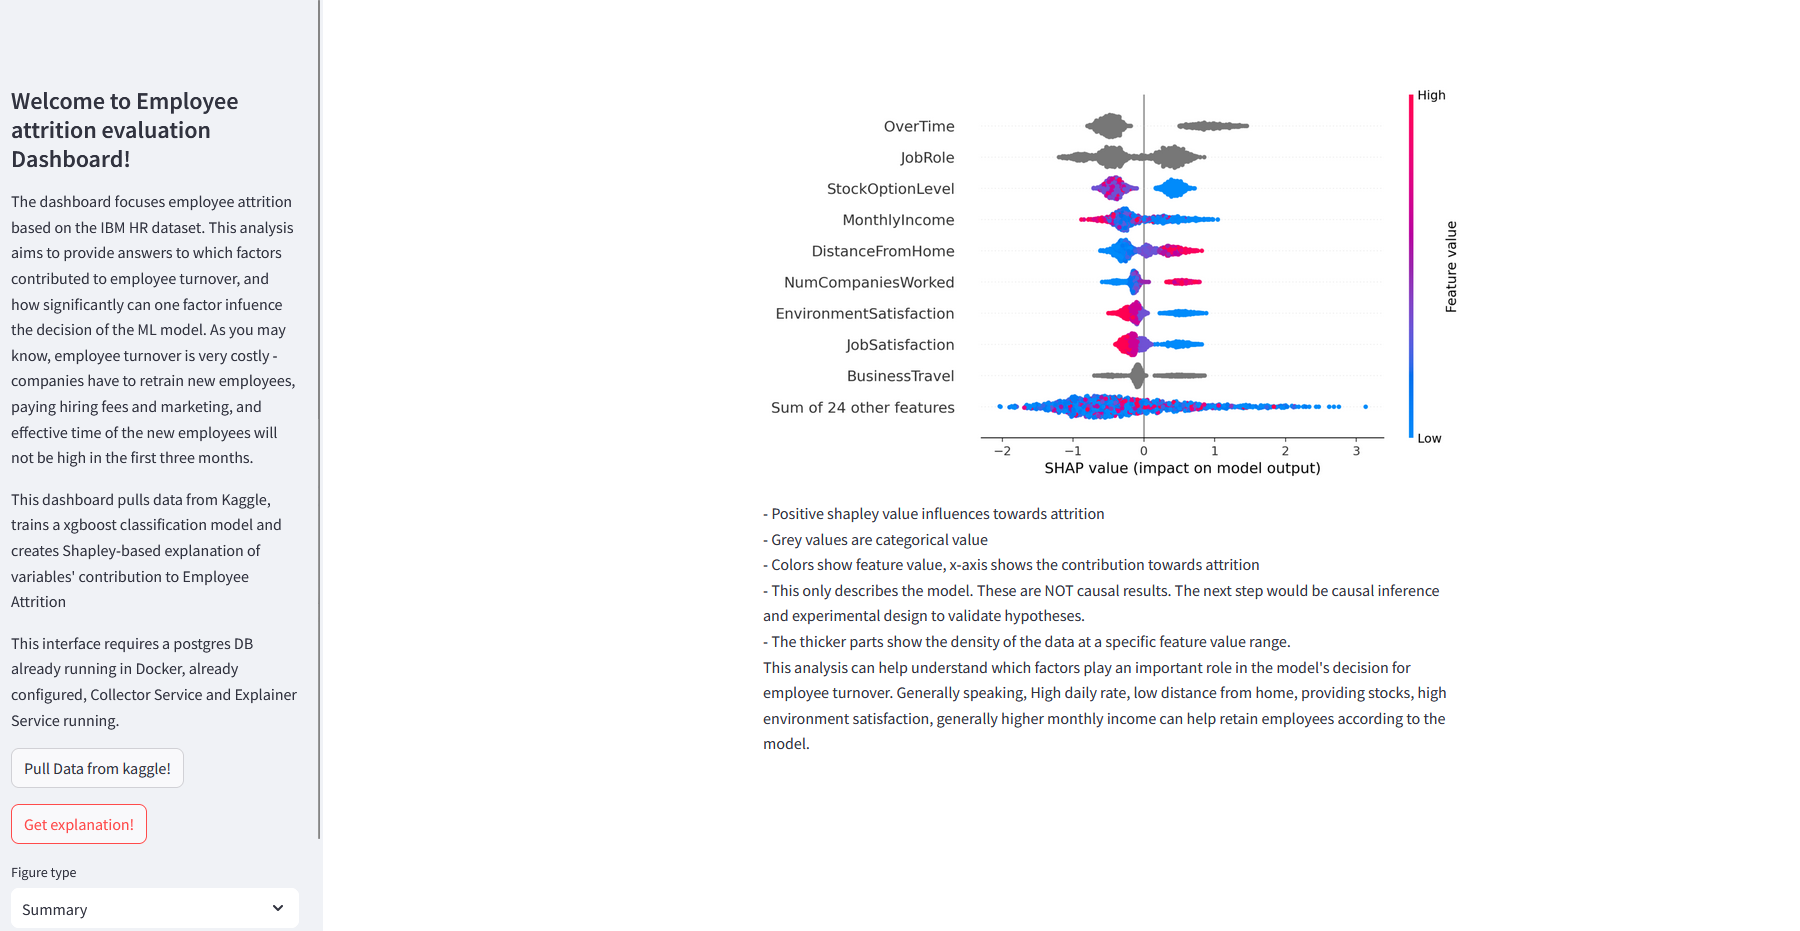 Welcome to Employee
attrition evaluation
Dashboard!
The dashboard focuses employee attrition
based on the IBM HR dataset. This analysis
aims to provide answers to which factors
contributed to employee turnover, and
how significantly can one factor infuence
the decision of the ML model. As you may
know, employee turnover is very costly -
companies have to retrain new employees,
paying hiring fees and marketing, and
effective time of the new employees will
not be high in the first three months.
This dashboard pulls data from Kaggle,
trains a xgboost classification model and
creates Shapley-based explanation of
variables' contribution to Employee
Attrition
This interface requires a postgres DB
already running in Docker, already
configured, Collector Service and Explainer
Service running.
Pull Data from kaggle!
Get explanation!
Figure type
Summary
OverTime
JobRole
StockOptionLevel
MonthlyIncome
DistanceFromHome
NumCompaniesWorked
EnvironmentSatisfaction
JobSatisfaction
BusinessTravel
Sum of 24 other features
−2 −1 0 1 2 3
SHAP value (impact on model output)
High
Feature value
Low
- Positive shapley value influences towards attrition
- Grey values are categorical value
- Colors show feature value, x-axis shows the contribution towards attrition
- This only describes the model. These are NOT causal results. The next step would be causal inference
and experimental design to validate hypotheses.
- The thicker parts show the density of the data at a specific feature value range.
This analysis can help understand which factors play an important role in the model's decision for
employee turnover. Generally speaking, High daily rate, low distance from home, providing stocks, high
environment satisfaction, generally higher monthly income can help retain employees according to the
model.